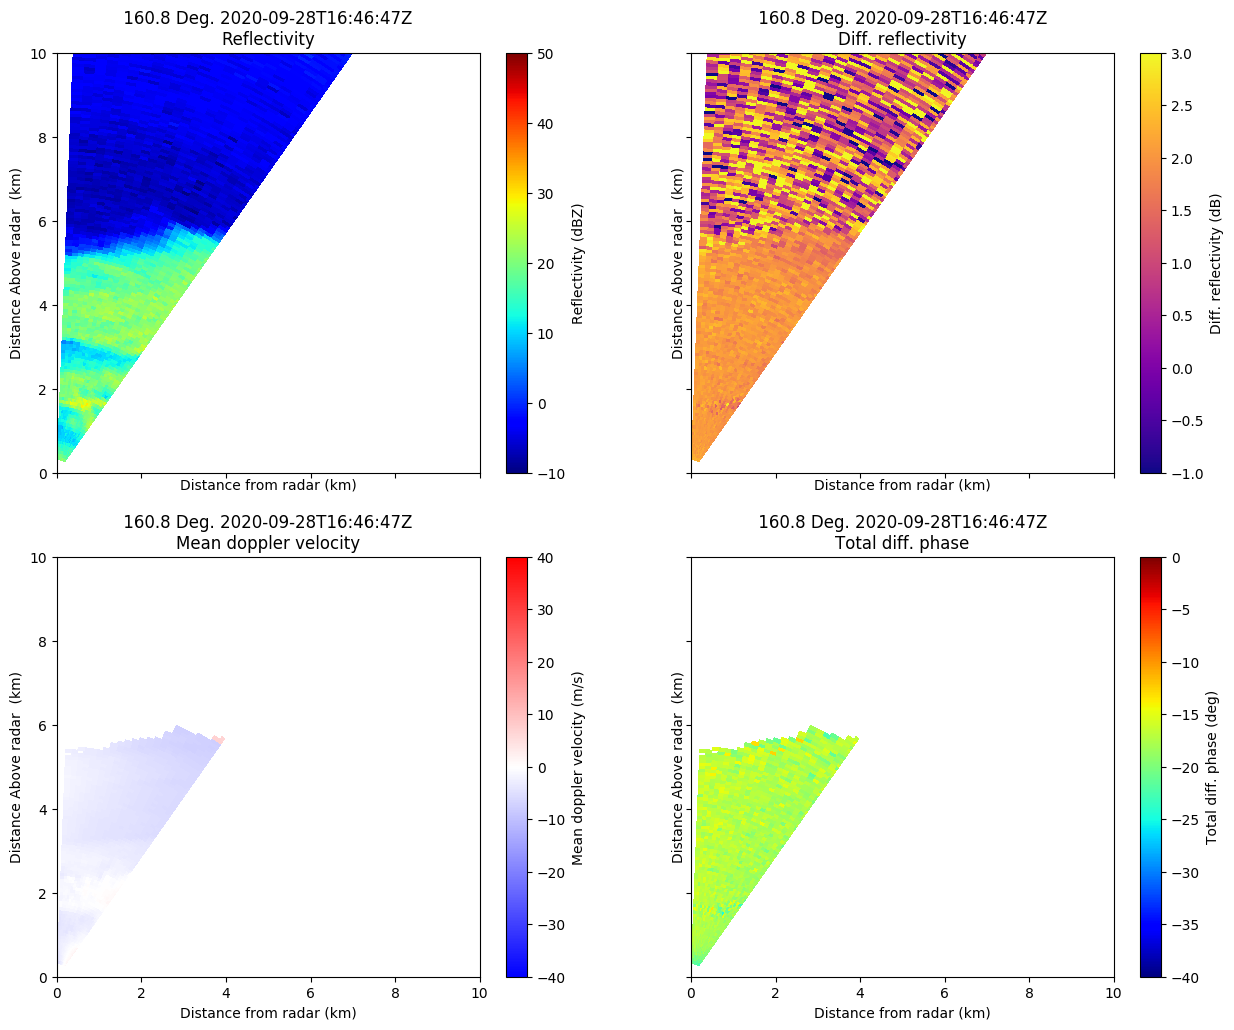 160.8 Deg. 2020-09-28T16:46:47Z
Reflectivity
10
8
6
4
2
0
Distance Above radar  (km)
Distance from radar (km)
50
40
30
20
10
0
−10
Reflectivity (dBZ)
160.8 Deg. 2020-09-28T16:46:47Z
Diff. reflectivity
Distance Above radar  (km)
Distance from radar (km)
3.0
2.5
2.0
1.5
1.0
0.5
0.0
−0.5
−1.0
Diff. reflectivity (dB)
160.8 Deg. 2020-09-28T16:46:47Z
Mean doppler velocity
10
8
6
4
2
0
Distance Above radar  (km)
0 2 4 6 8 10
Distance from radar (km)
40
30
20
10
0
−10
−20
−30
−40
Mean doppler velocity (m/s)
160.8 Deg. 2020-09-28T16:46:47Z
Total diff. phase
Distance Above radar  (km)
0 2 4 6 8 10
Distance from radar (km)
0
−5
−10
−15
−20
−25
−30
−35
−40
Total diff. phase (deg)